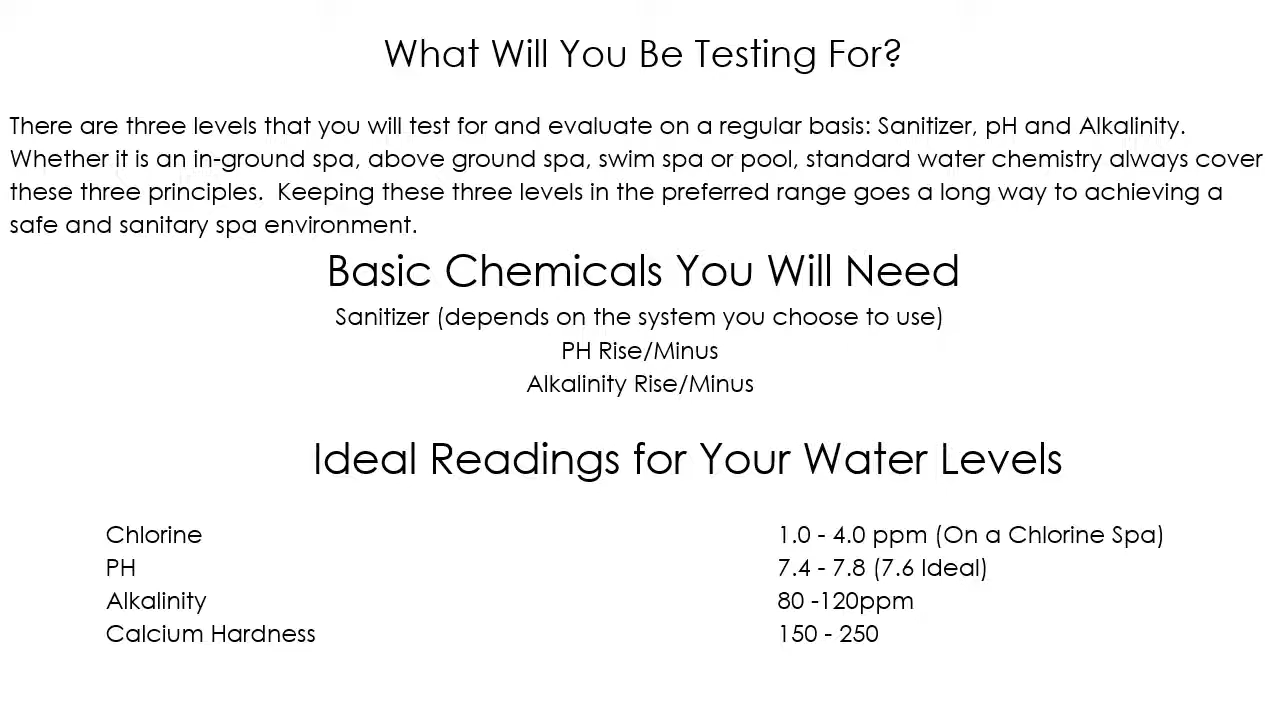 What Will You Be Testing For?
There are three levels that you will test for and evaluate on a regular basis: Sanitizer, pH and Alkalinity.
Whether it is an in-ground spa, above ground spa, swim spa or pool, standard water chemistry always cover
these three principles.  Keeping these three levels in the preferred range goes a long way to achieving a
safe and sanitary spa environment.
Basic Chemicals You Will Need
Sanitizer (depends on the system you choose to use)
PH Rise/Minus
Alkalinity Rise/Minus
Ideal Readings for Your Water Levels
Chlorine 1.0 - 4.0 ppm (On a Chlorine Spa)
PH 7.4 - 7.8 (7.6 Ideal)
Alkalinity 80 -120ppm
Calcium Hardness 150 - 250